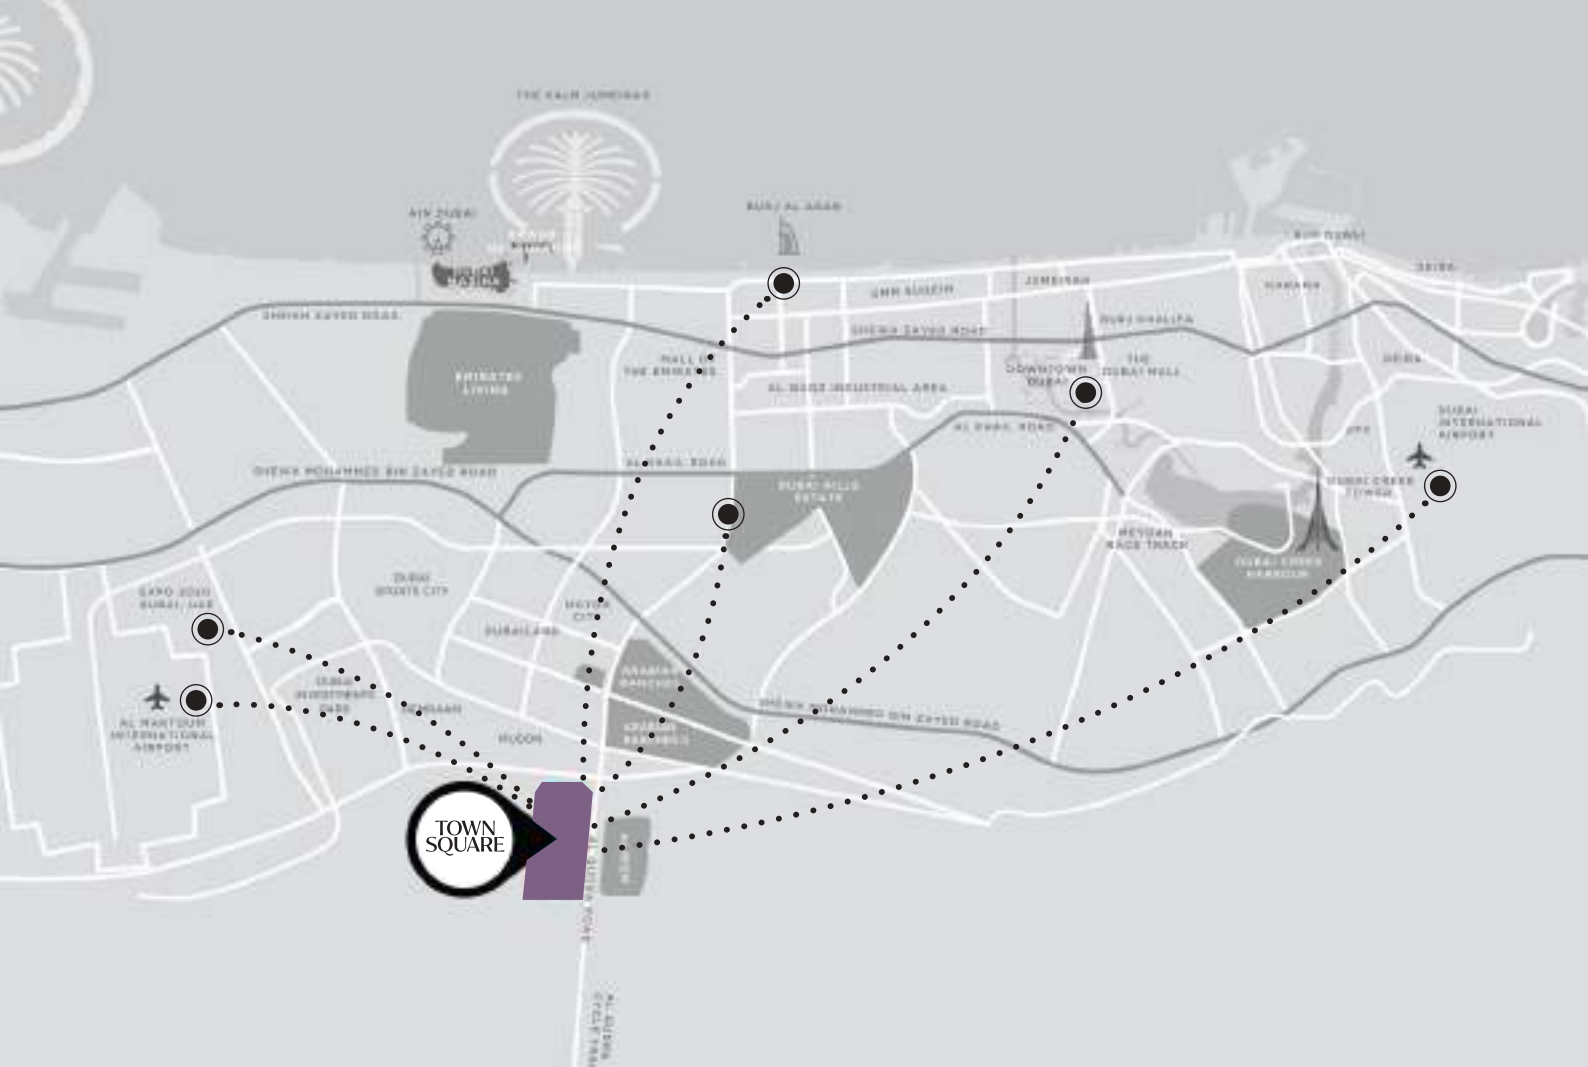 THE PALM JUMEIRAH
AIN DUBAI
BURJ AL ARAB
SHEIKH ZAYED ROAD
EMIRATES
LIVING
MALL OF
THE EMIRATES
UMM SUQEIM
JUMEIRAH
SHEIKH ZAYED ROAD
BURJ KHALIFA
THE
DUBAI MALL
DOWNTOWN
DUBAI
AL QUOZ INDUSTRIAL AREA
BUR DUBAI
DEIRA
KARAMA
DEIRA
DUBAI
INTERNATIONAL
AIRPORT
AL KHAIL ROAD
AL KHAIL ROAD
SHEIKH MOHAMMED BIN ZAYED ROAD
DUBAI HILLS
ESTATE
DUBAI CREEK
TOWER
MEYDAN
RACE TRACK
DUBAI CREEK
HARBOUR
EXPO 2020
DUBAI, UAE
DUBAI
SPORTS CITY
MOTOR
CITY
DUBAILAND
ARABIAN
RANCHES
DUBAI
INVESTMENTS
PARK
REMRAAM
MUDON
ARABIAN
RANCHES II
SHEIKH MOHAMMED BIN ZAYED ROAD
AL MAKTOUM
INTERNATIONAL
AIRPORT
TOWN
SQUARE
AL QUDRA ROAD
AL QUDRA